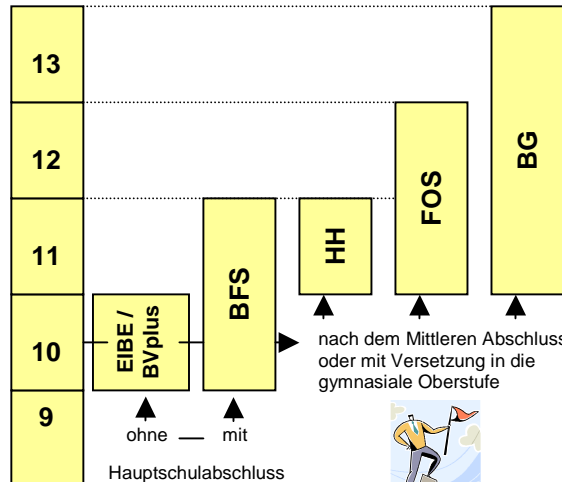 13
12
11
10
9
EIBE /
BVplus
BFS
HH
FOS
BG
nach dem Mittleren Abschluss
oder mit Versetzung in die
gymnasiale Oberstufe
ohne
mit
Hauptschulabschluss